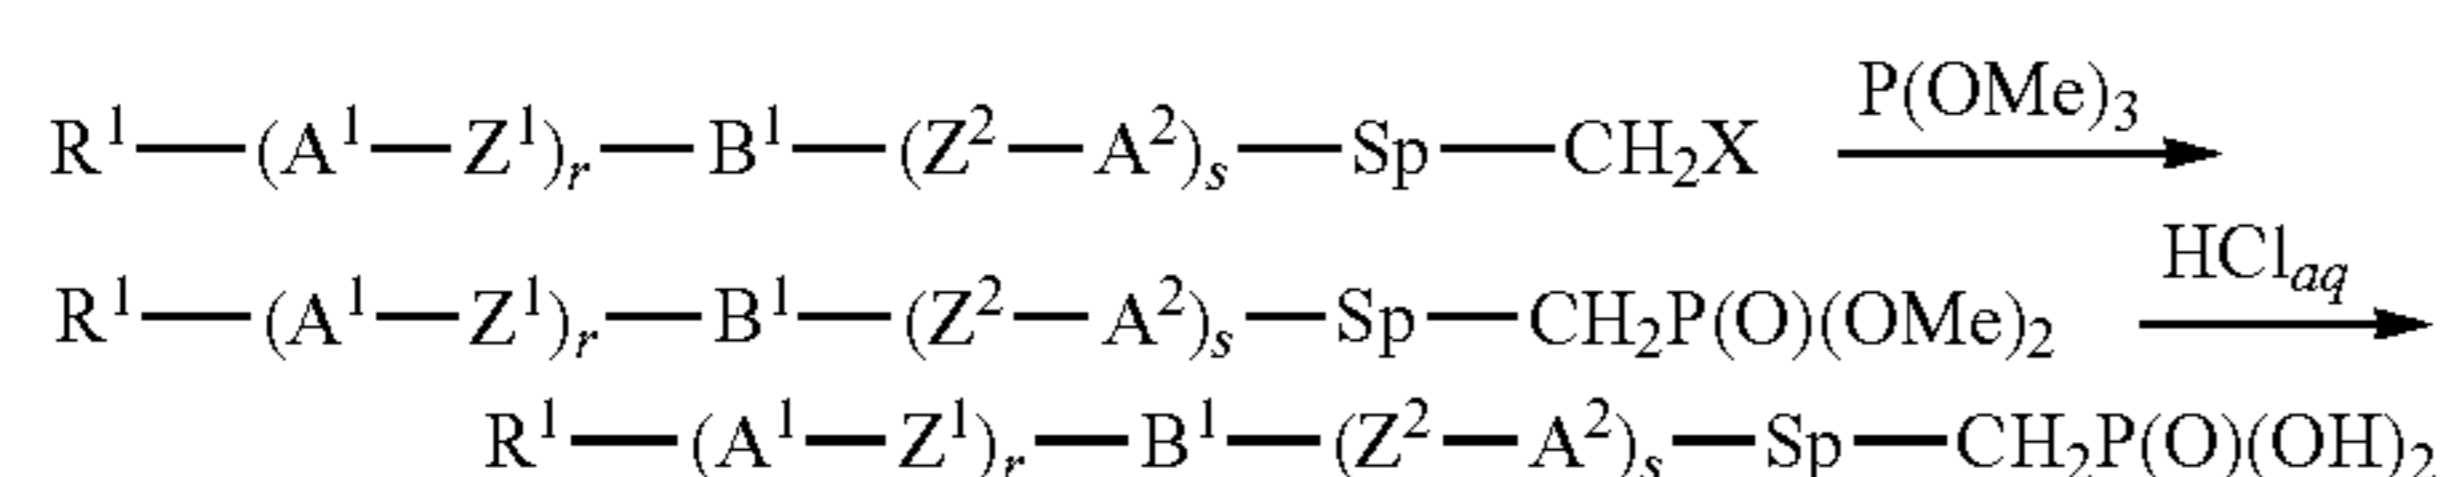 R¹—(A¹—Z¹)ᵣ—B¹—(Z²—A²)ₛ—Sp—CH₂X P(OMe)₃
R¹—(A¹—Z¹)ᵣ—B¹—(Z²—A²)ₛ—Sp—CH₂P(O)(OMe)₂ HClaq
R¹—(A¹—Z¹)ᵣ—B¹—(Z²—A²)ₛ—Sp—CH₂P(O)(OH)₂